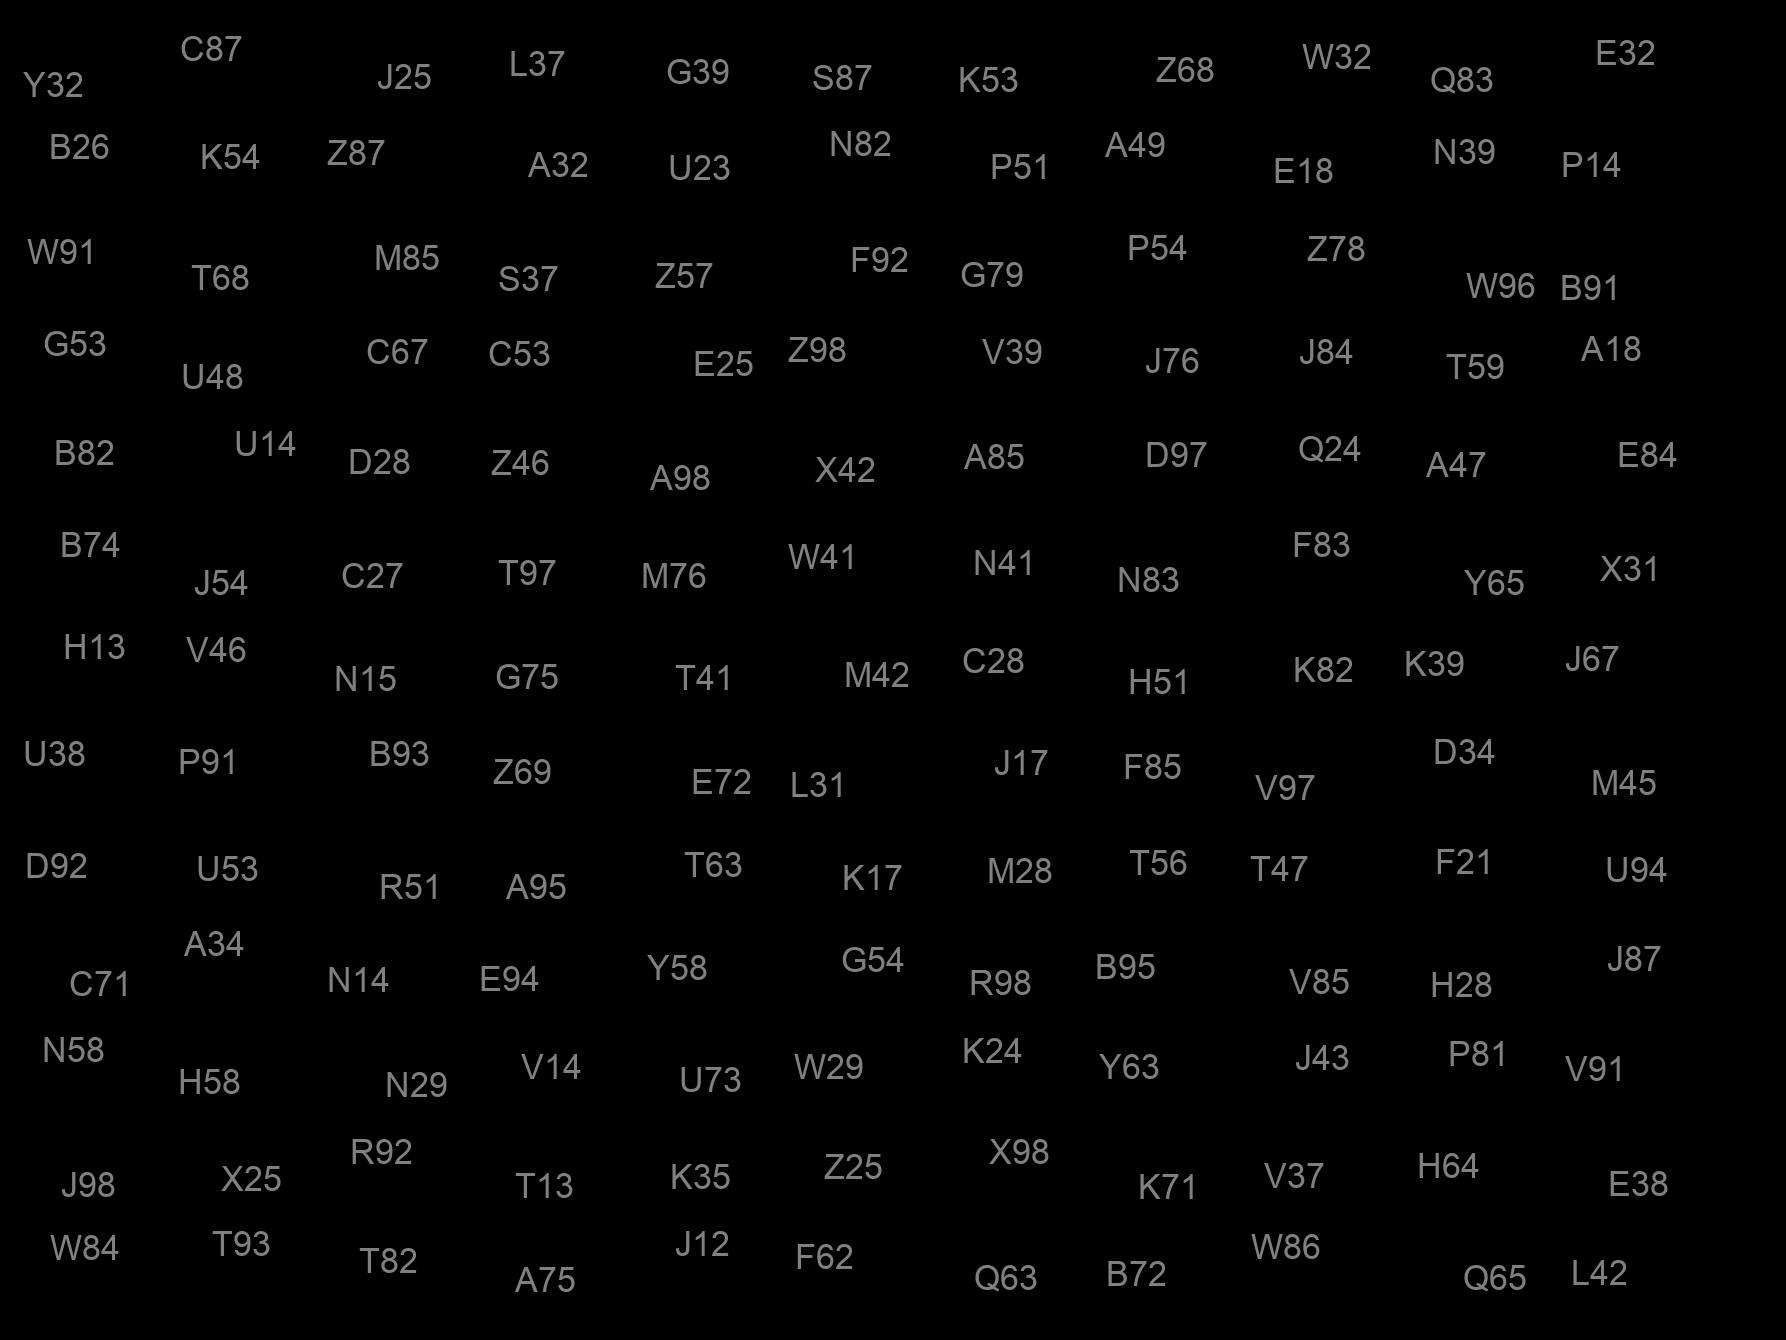 Y32 C87 J25 L37 G39 S87 K53 Z68 W32 Q83 E32
B26 K54 Z87 A32 U23 N82 P51 A49 E18 N39 P14
W91 T68 M85 S37 Z57 F92 G79 P54 Z78 W96 B91
G53 U48 C67 C53 E25 Z98 V39 J76 J84 T59 A18
B82 U14 D28 Z46 A98 X42 A85 D97 Q24 A47 E84
B74 J54 C27 T97 M76 W41 N41 N83 F83 Y65 X31
H13 V46 N15 G75 T41 M42 C28 H51 K82 K39 J67
U38 P91 B93 Z69 E72 L31 J17 F85 V97 D34 M45
D92 U53 R51 A95 T63 K17 M28 T56 T47 F21 U94
C71 A34 N14 E94 Y58 G54 R98 B95 V85 H28 J87
N58 H58 N29 V14 U73 W29 K24 Y63 J43 P81 V91
J98 X25 R92 T13 K35 Z25 X98 K71 V37 H64 E38
W84 T93 T82 A75 J12 F62 Q63 B72 W86 Q65 L42